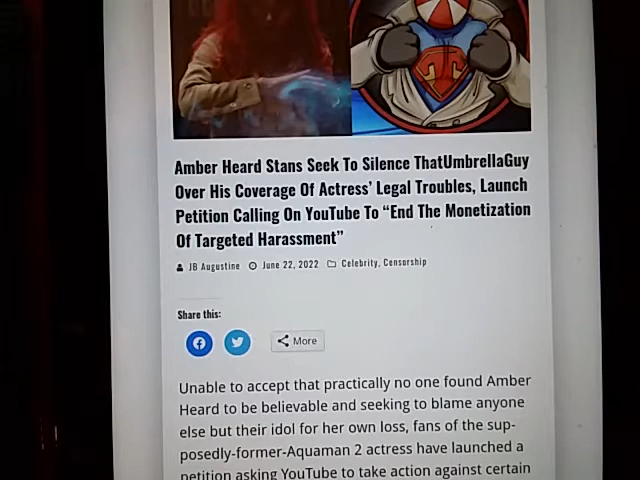 Amber Heard Stans Seek To Silence ThatUmbrellaGuy
Over His Coverage Of Actress' Legal Troubles, Launch
Petition Calling On YouTube To “End The Monetization
Of Targeted Harassment”
JB Augustine June 22, 2022 Celebrity, Censorship
Share this:
More
Unable to accept that practically no one found Amber
Heard to be believable and seeking to blame anyone
else but their idol for her own loss, fans of the sup-
posedly-former-Aquaman 2 actress have launched a
petition asking YouTube to take action against certain